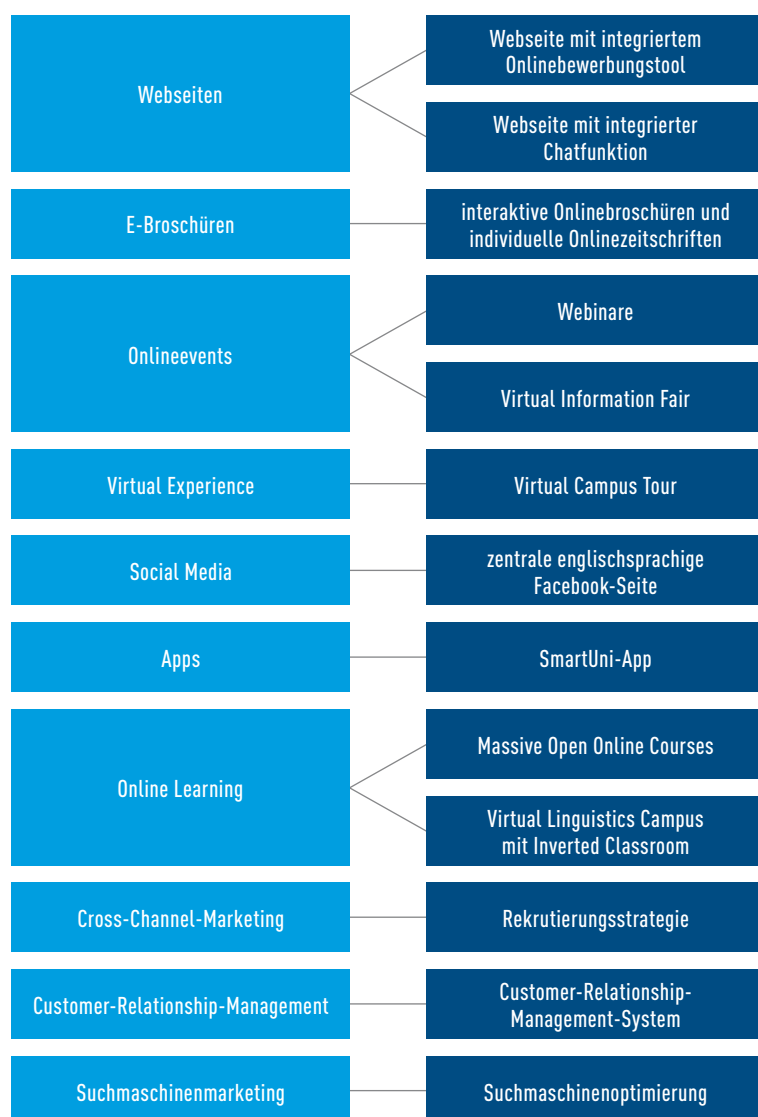 Webseiten
Webseite mit integriertem
Onlinebewerbungstool
Webseite mit integrierter
Chatfunktion
E-Broschüren
interaktive Onlinebroschüren und
individuelle Onlinezeitschriften
Onlineevents
Webinare
Virtual Information Fair
Virtual Experience
Virtual Campus Tour
Social Media
zentrale englischsprachige
Facebook-Seite
Apps
SmartUni-App
Online Learning
Massive Open Online Courses
Virtual Linguistics Campus
mit Inverted Classroom
Cross-Channel-Marketing
Rekrutierungsstrategie
Customer-Relationship-Management
Customer-Relationship-
Management-System
Suchmaschinenmarketing
Suchmaschinenoptimierung